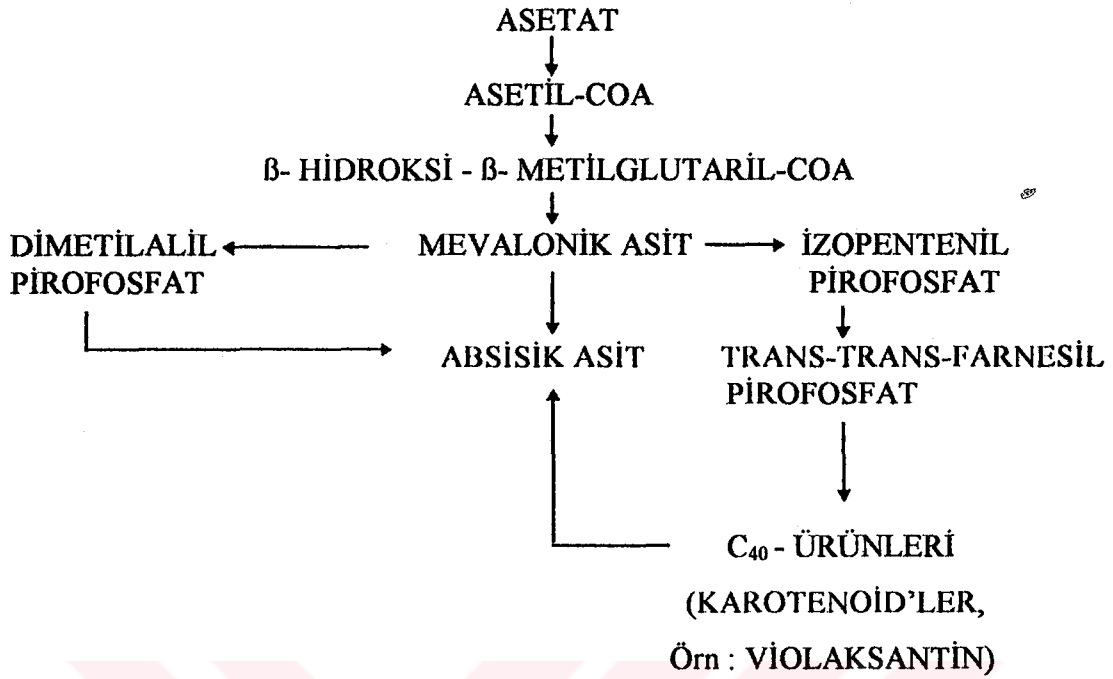 ASETAT
ASETİL-COA
ß- HİDROKSİ - ß- METİLGLUTARİL-COA
DİMETİLALİL
PİROFOSFAT
MEVALONİK ASİT
İZOPENTENİL
PİROFOSFAT
ABSİSİK ASİT
TRANS-TRANS-FARNESİL
PİROFOSFAT
C₄₀ - ÜRÜNLERİ
(KAROTENOİD’LER,
Örn : VİOLAKSANTİN)